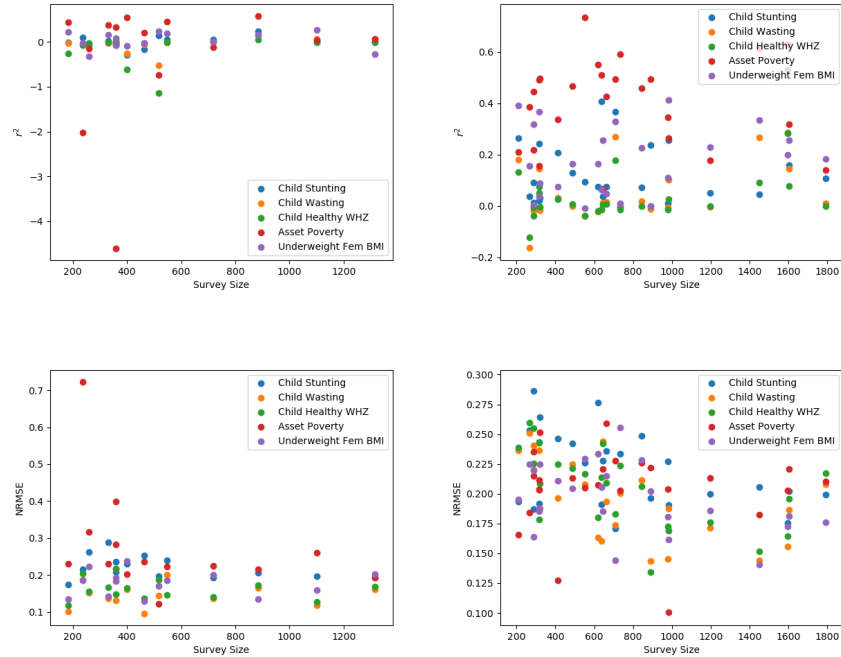 0
−1
−2
−3
−4
r²
200
400
600
800
1000
1200
Survey Size
Child Stunting
Child Wasting
Child Healthy WHZ
Asset Poverty
Underweight Fem BMI
0.6
0.4
0.2
0.0
−0.2
r²
200
400
600
800
1000
1200
1400
1600
1800
Survey Size
Child Stunting
Child Wasting
Child Healthy WHZ
Asset Poverty
Underweight Fem BMI
0.7
0.6
0.5
0.4
0.3
0.2
0.1
NRMSE
200
400
600
800
1000
1200
Survey Size
Child Stunting
Child Wasting
Child Healthy WHZ
Asset Poverty
Underweight Fem BMI
0.300
0.275
0.250
0.225
0.200
0.175
0.150
0.125
0.100
NRMSE
200
400
600
800
1000
1200
1400
1600
1800
Survey Size
Child Stunting
Child Wasting
Child Healthy WHZ
Asset Poverty
Underweight Fem BMI